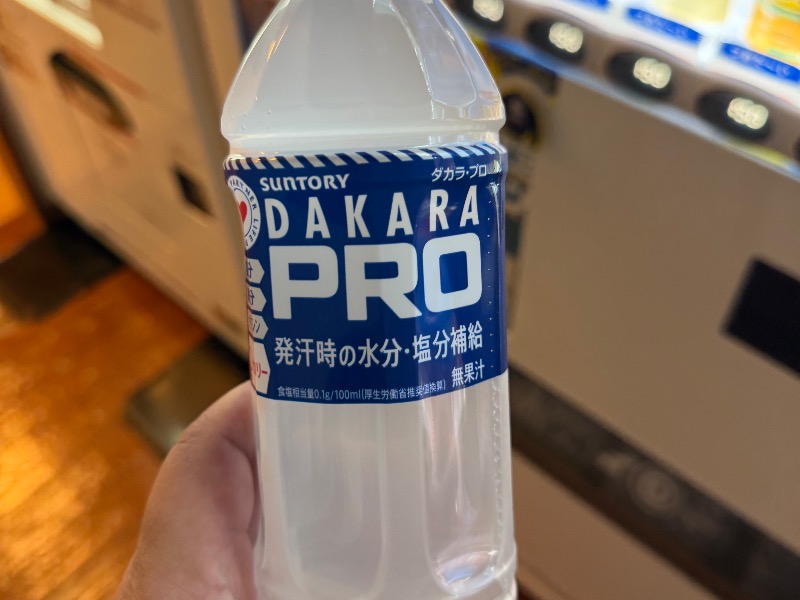 SUNTORY
ダカラ・プロ
DAKARA
PRO
発汗時の水分・塩分補給
無果汁
食塩相当量0.1g/100ml(厚生労働省推奨値換算)